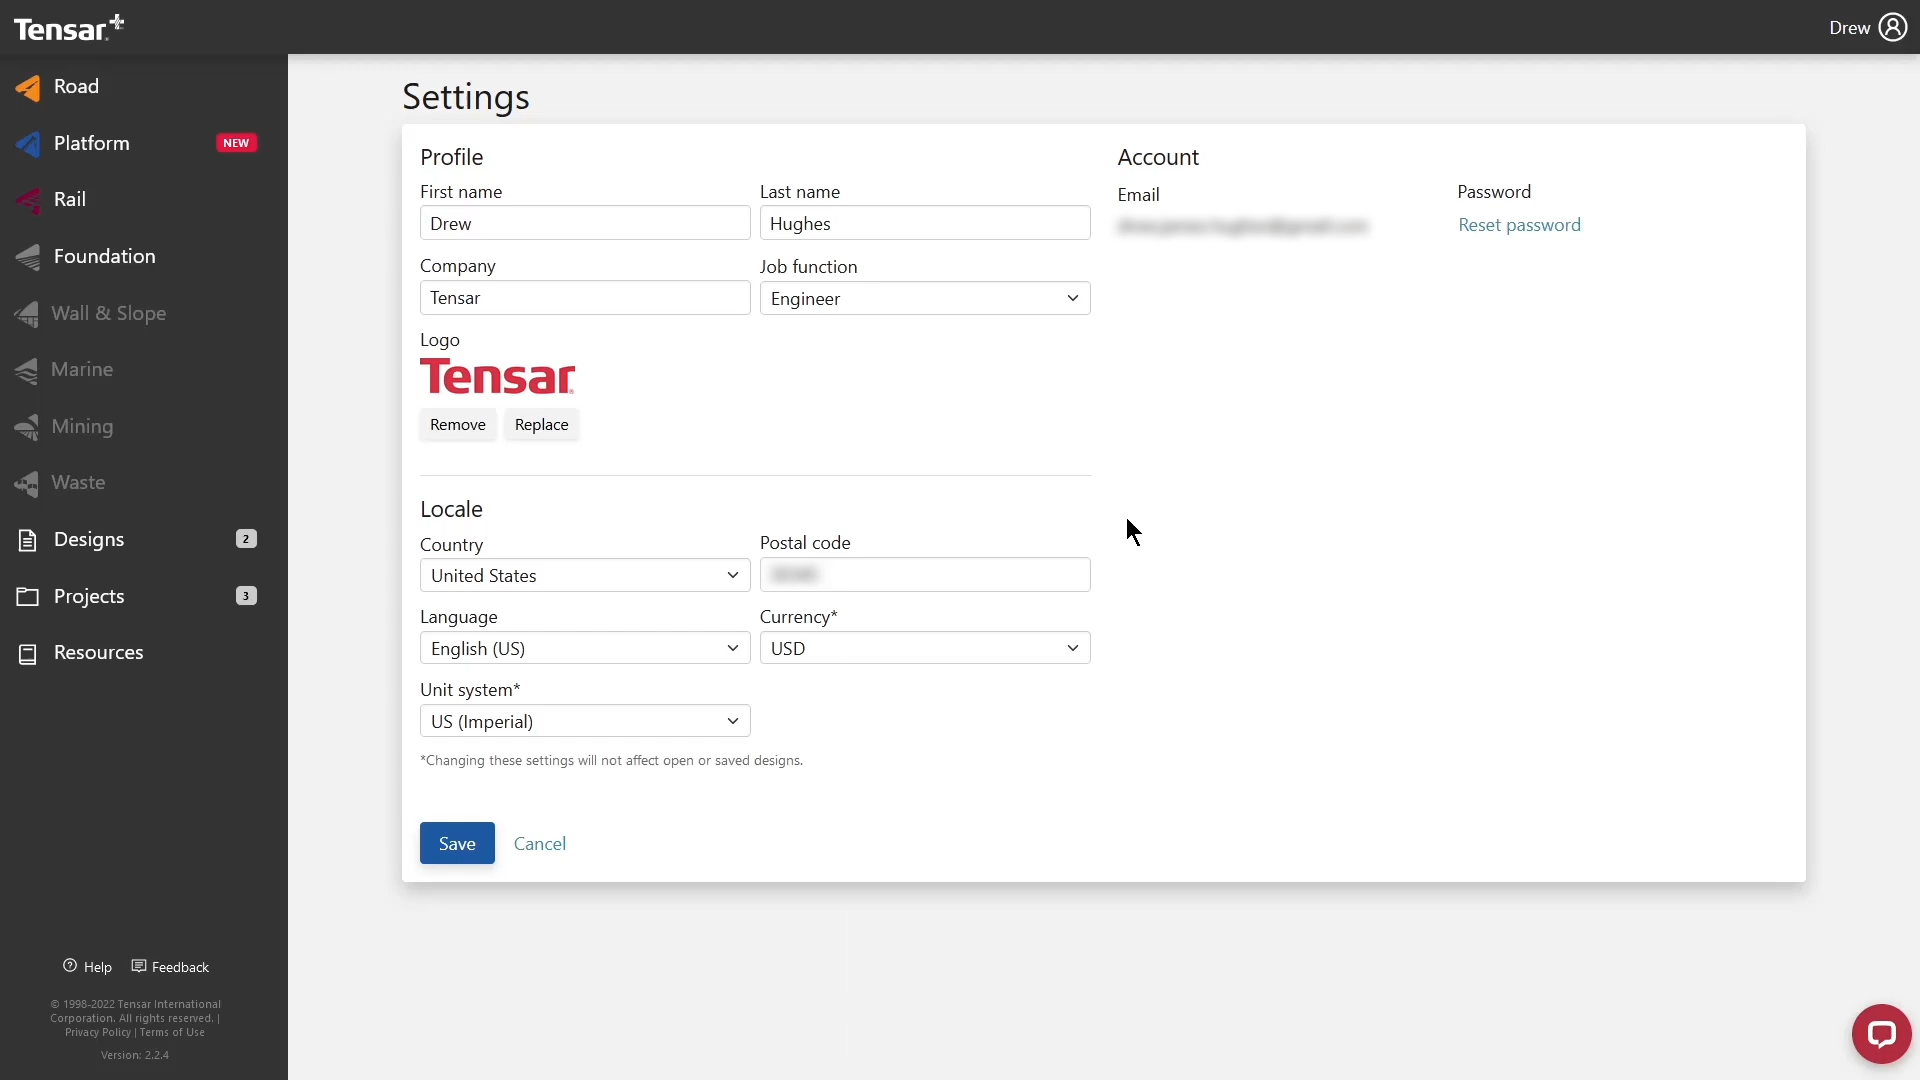 Tensar+
Drew
Road
Platform NEW
Rail
Foundation
Wall & Slope
Marine
Mining
Waste
Designs 2
Projects 3
Resources
Help Feedback
© 1998-2022 Tensar International
Corporation. All rights reserved. |
Privacy Policy | Terms of Use
Version: 2.2.4
Settings
Profile
First name Last name
Drew Hughes
Company Job function
Tensar Engineer
Logo
Tensar
Remove Replace
Locale
Country Postal code
United States
Language Currency*
English (US) USD
Unit system*
US (Imperial)
*Changing these settings will not affect open or saved designs.
Save Cancel
Account
Email Password
Reset password